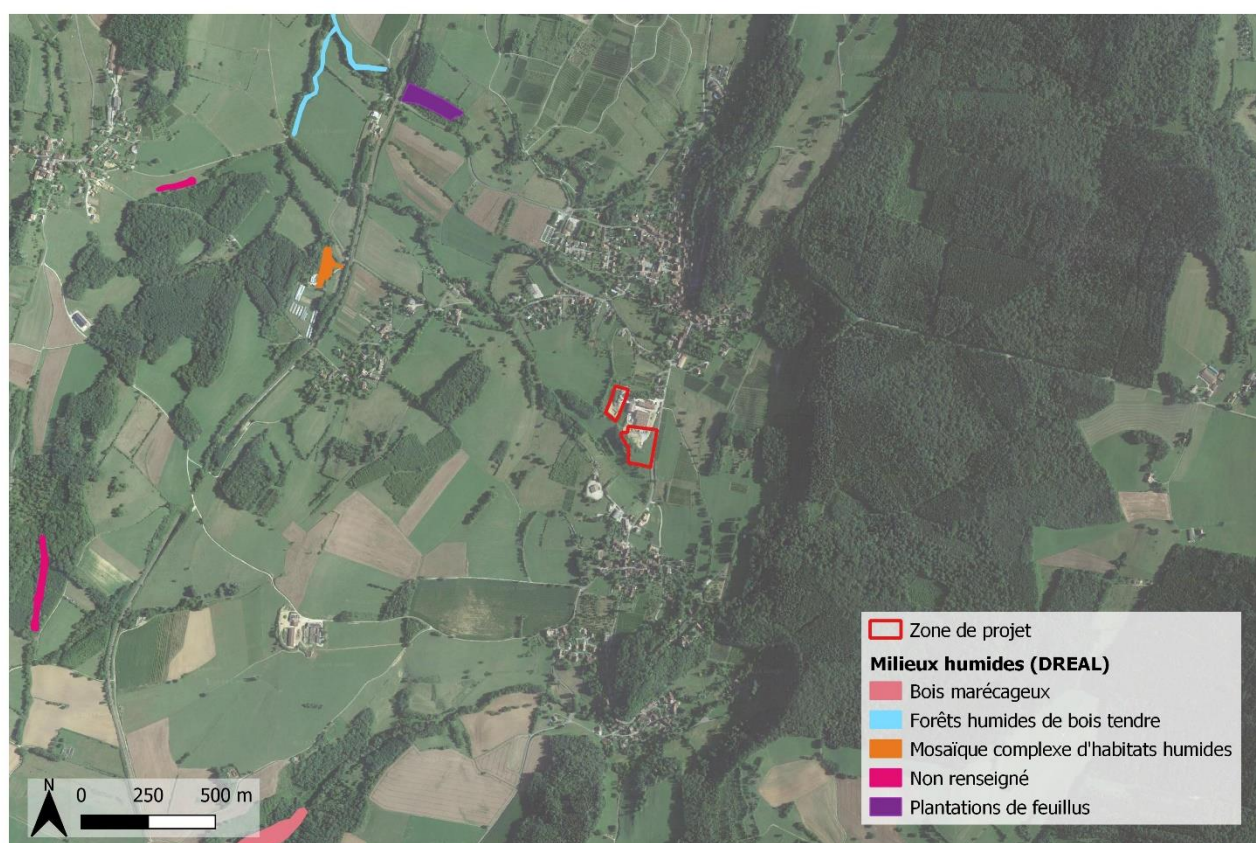 Zone de projet
Milieux humides (DREAL)
Bois marécageux
Forêts humides de bois tendre
Mosaïque complexe d'habitats humides
Non renseigné
Plantations de feuillus
N
0 250 500 m